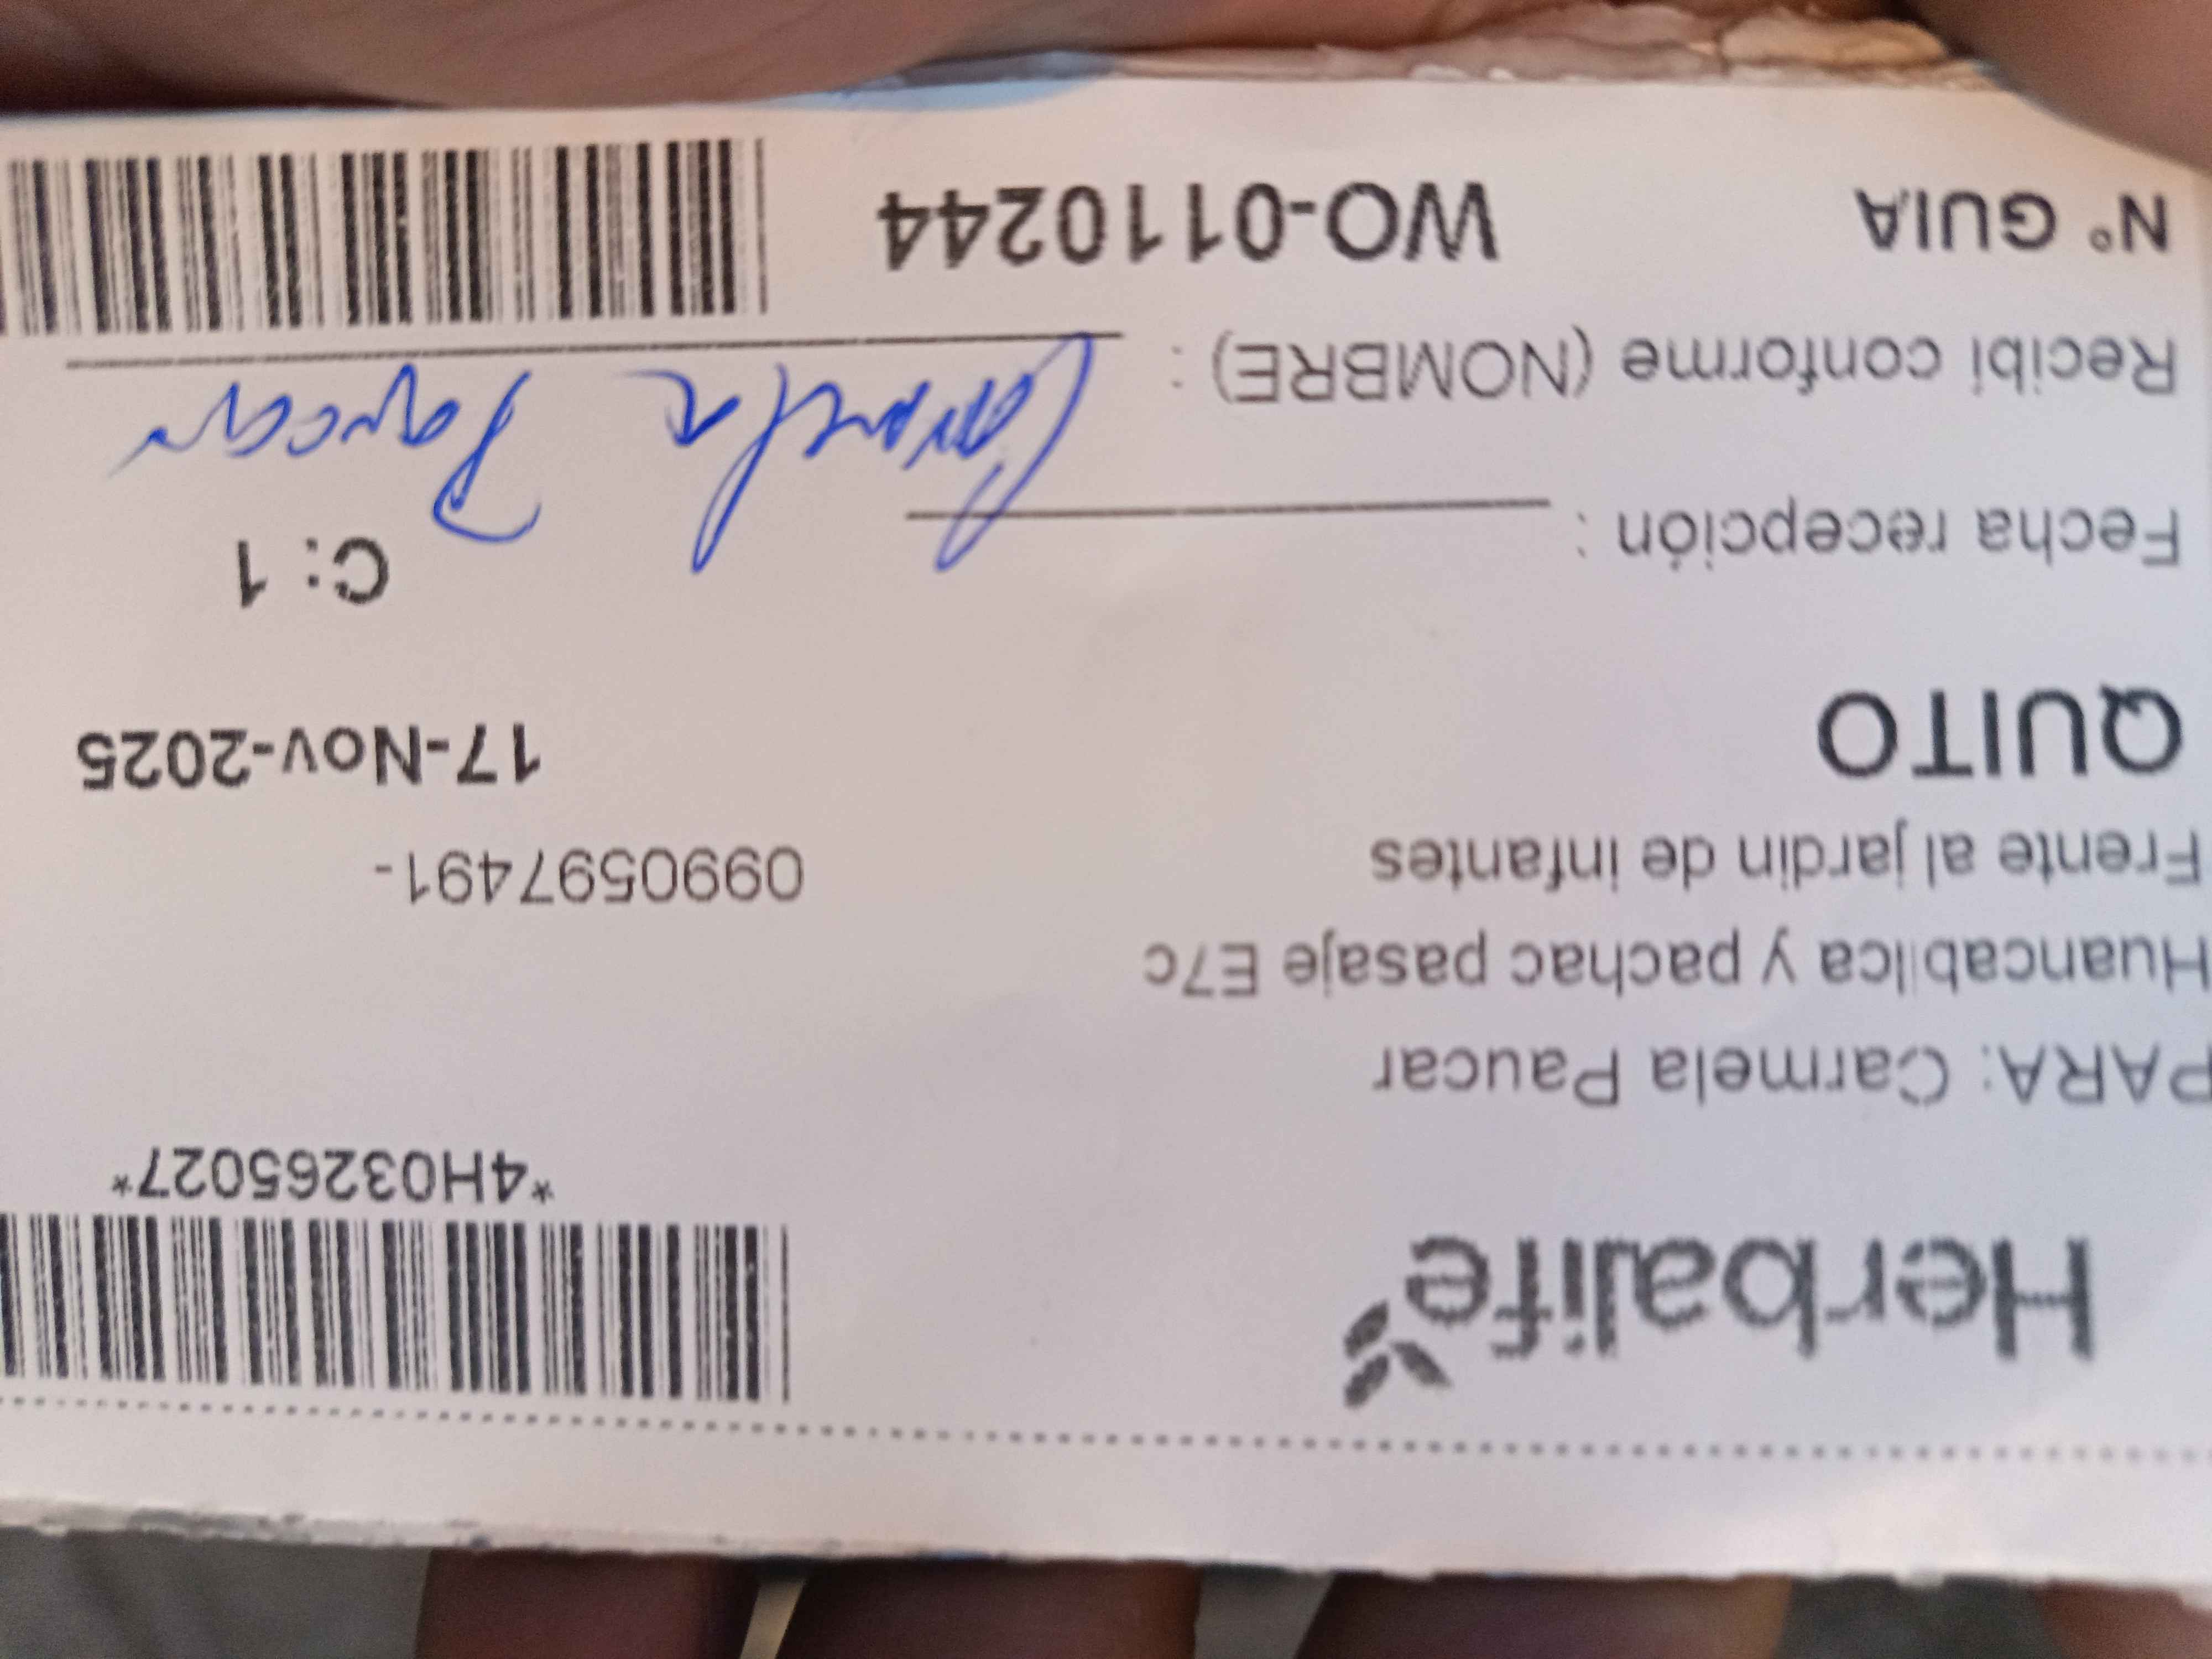 Herbalife
*4H03265027*
PARA: Carmela Paucar
Huancabilca y pachac pasaje E7c
Frente al jardin de infantes
0990597491-
QUITO
17-Nov-2025
C: 1
Fecha recepción :
Recibí conforme (NOMBRE) : Carmela Paucar
N° GUIA WO-0110244